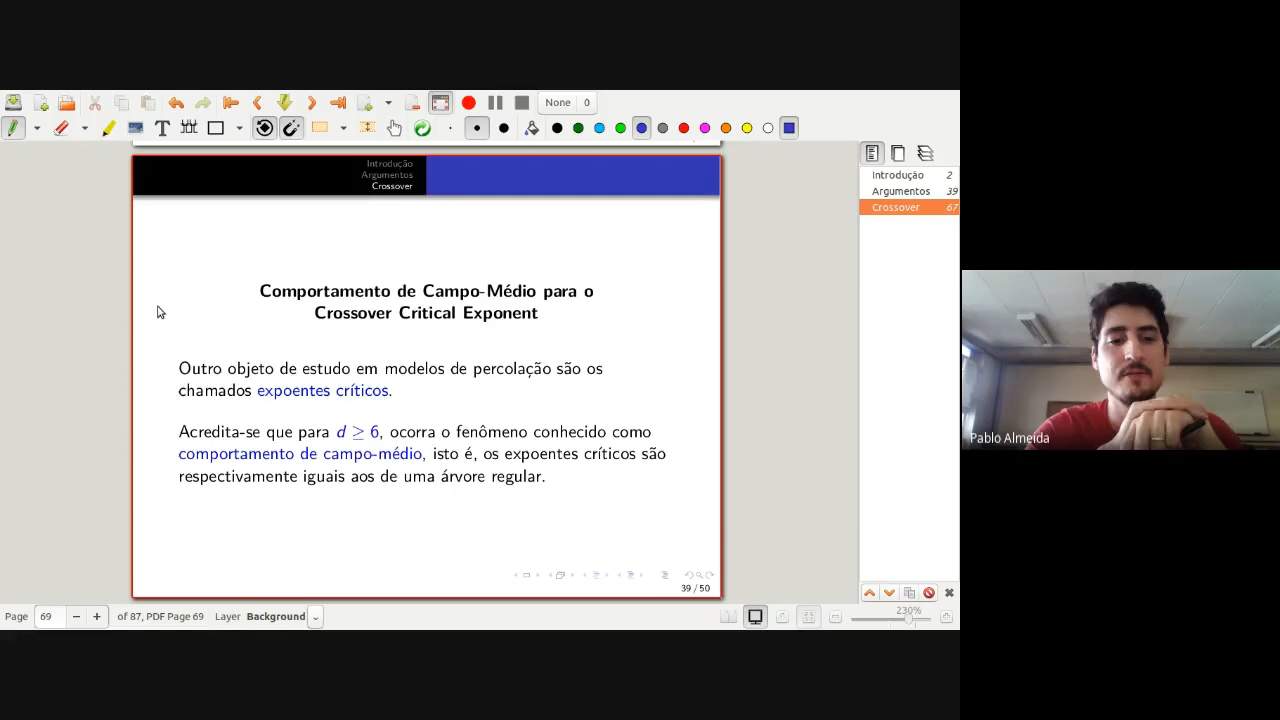 None 0
Introdução
Argumentos
Crossover
Comportamento de Campo-Médio para o
Crossover Critical Exponent
Outro objeto de estudo em modelos de percolação são os
chamados expoentes críticos.
Acredita-se que para d ≥ 6, ocorra o fenômeno conhecido como
comportamento de campo-médio, isto é, os expoentes críticos são
respectivamente iguais aos de uma árvore regular.
39 / 50
Introdução 2
Argumentos 39
Crossover 67
Pablo Almeida
Page 69 of 87, PDF Page 69 Layer Background
230%